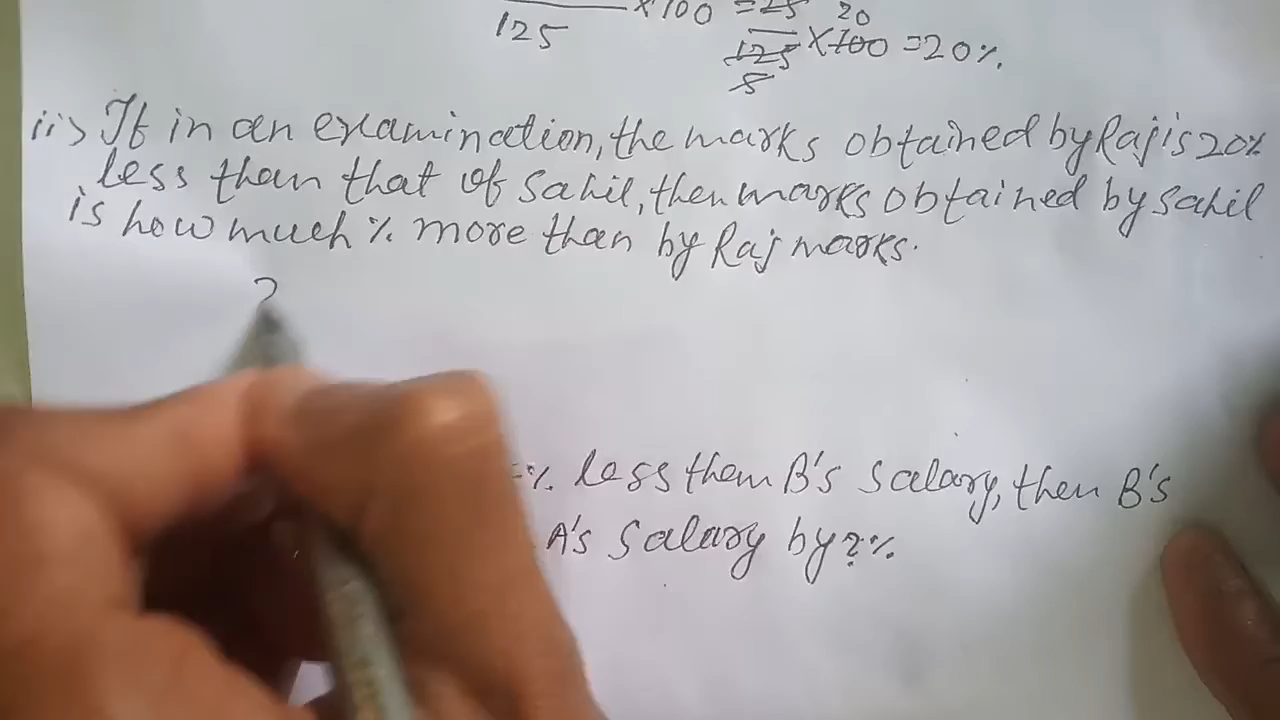 125 ×100 = 25 20
125 ×100 =20%
5
ii> If in an examination, the marks obtained by Raj is 20%
less than that of Sahil, then marks obtained by Sahil
is how much % more than by Raj marks.
2
% less them B's salary, then B's
A's salary by ? %